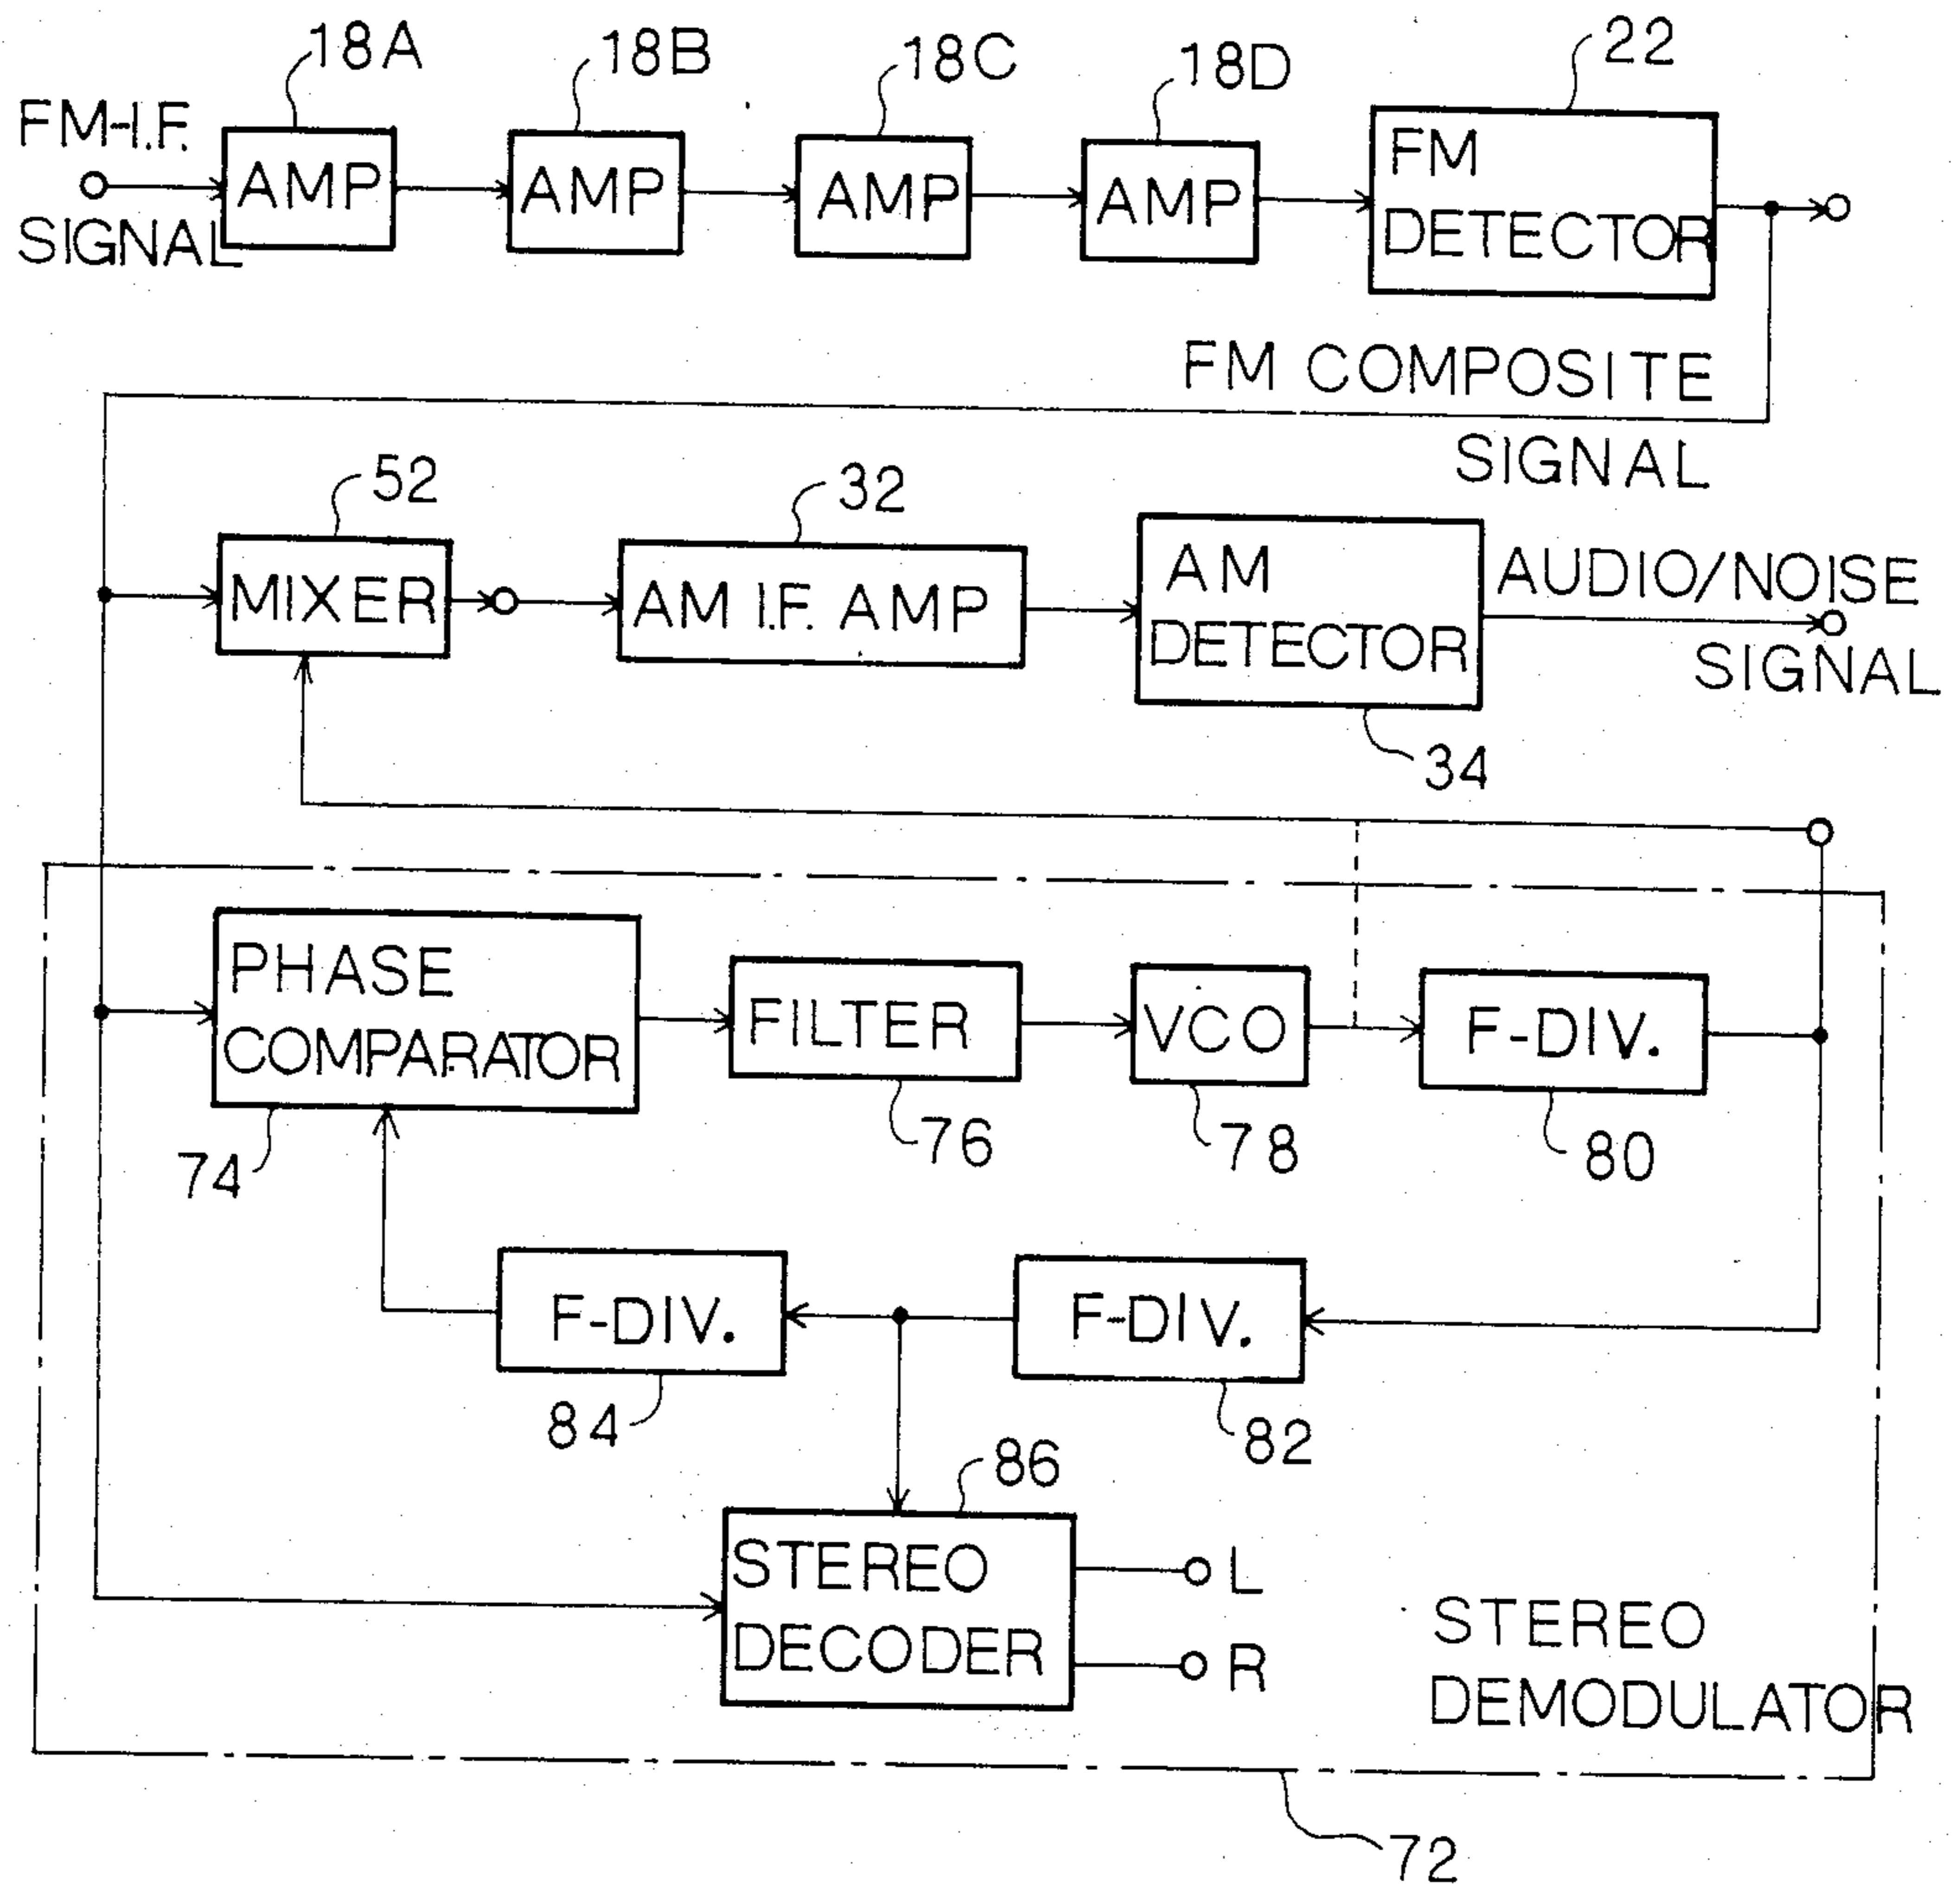 18A
18B
18C
18D
22
FM-I.F.
SIGNAL
AMP
AMP
AMP
AMP
FM
DETECTOR
FM COMPOSITE
SIGNAL
52
32
MIXER
AM I.F. AMP
AM
DETECTOR
AUDIO/NOISE
SIGNAL
34
PHASE
COMPARATOR
FILTER
VCO
F-DIV.
74
76
78
80
F-DIV.
F-DIV.
84
82
86
STEREO
DECODER
L
R
STEREO
DEMODULATOR
72